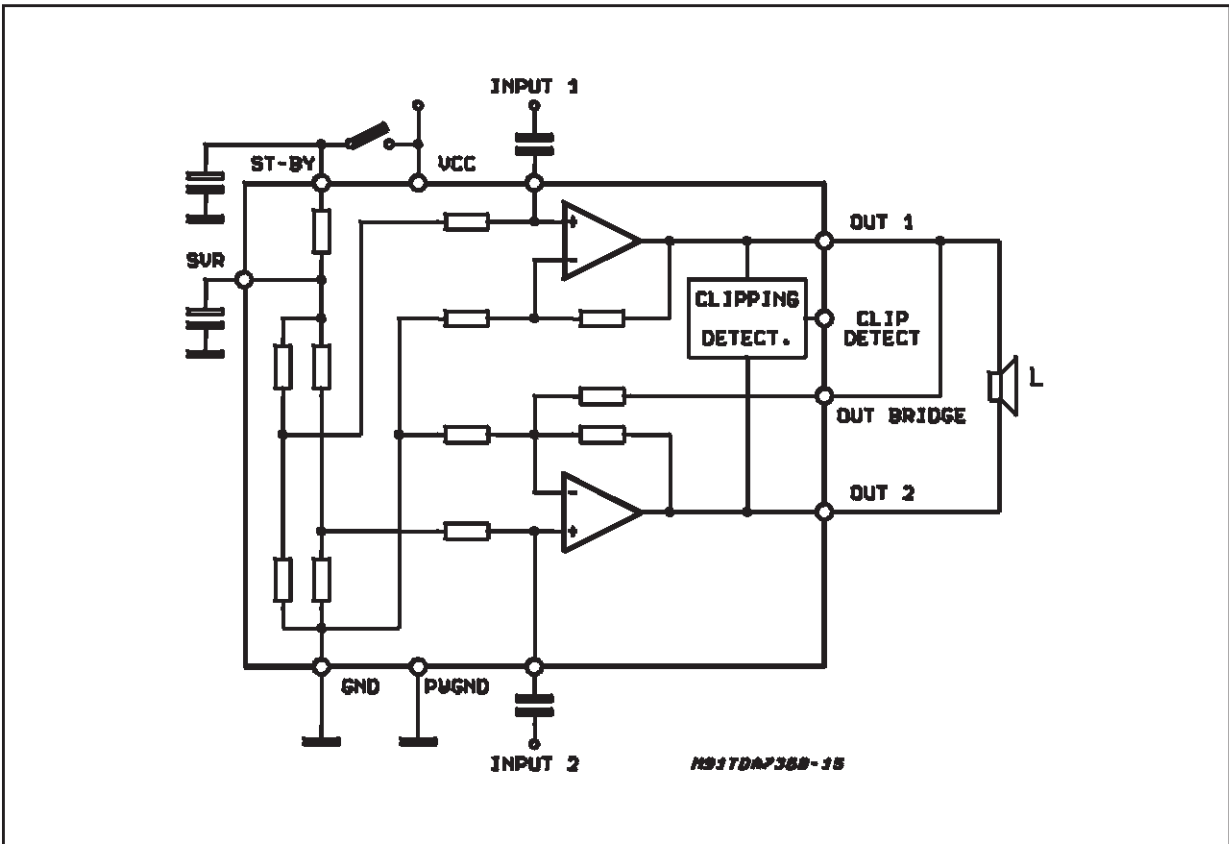 INPUT 1
ST-BY
VCC
SVR
+
-
OUT 1
CLIPPING
DETECT.
CLIP
DETECT
L
OUT BRIDGE
OUT 2
-
+
GND
PWGND
INPUT 2
M91TDA7360-15